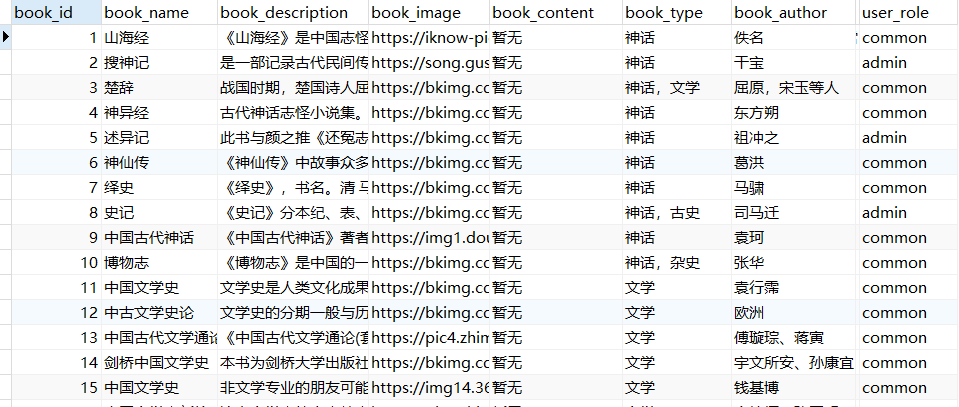 book_id book_name book_description book_image book_content book_type book_author user_role
1 山海经 《山海经》是中国志怪 https://iknow-pi 暂无 神话 佚名 common
2 搜神记 是一部记录古代民间传 https://song.gus 暂无 神话 干宝 admin
3 楚辞 战国时期，楚国诗人屈 https://bkimg.cc 暂无 神话，文学 屈原，宋玉等人 common
4 神异经 古代神话志怪小说集。 https://bkimg.cc 暂无 神话 东方朔 common
5 述异记 此书与颜之推《还冤志 https://bkimg.cc 暂无 神话 祖冲之 admin
6 神仙传 《神仙传》中故事众多 https://bkimg.cc 暂无 神话 葛洪 common
7 绎史 《绎史》，书名。清 马 https://bkimg.cc 暂无 神话 马骕 common
8 史记 《史记》分本纪、表、 https://bkimg.cc 暂无 神话，古史 司马迁 admin
9 中国古代神话 《中国古代神话》著者 https://img1.dou 暂无 神话 袁珂 common
10 博物志 《博物志》是中国的一 https://bkimg.cc 暂无 神话，杂史 张华 common
11 中国文学史 文学史是人类文化成果 https://bkimg.cc 暂无 文学 袁行霈 common
12 中古文学史论 文学史的分期一般与历 https://bkimg.cc 暂无 文学 欧洲 common
13 中国古代文学通论 《中国古代文学通论(套 https://pic4.zhim 暂无 文学 傅璇琮、蒋寅 common
14 剑桥中国文学史 本书为剑桥大学出版社 https://bkimg.cc 暂无 文学 宇文所安、孙康宜 common
15 中国文学史 非文学专业的朋友可能 https://img14.36 暂无 文学 钱基博 common